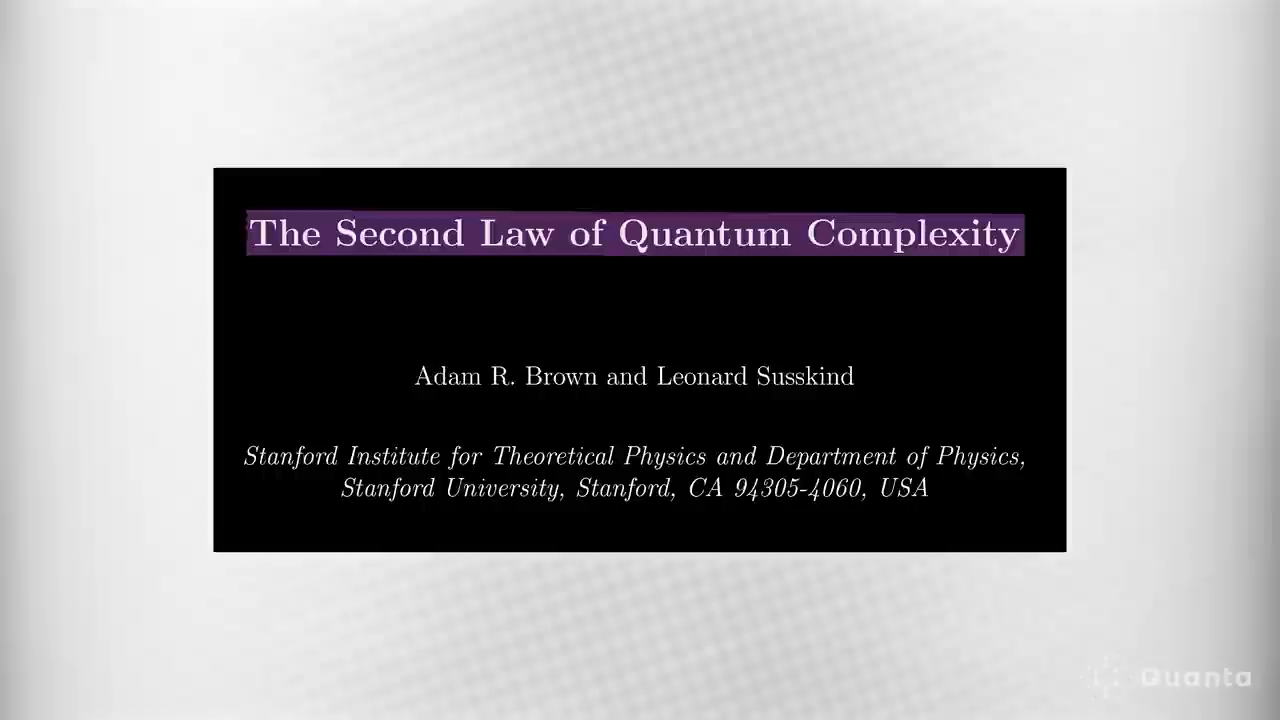 The Second Law of Quantum Complexity
Adam R. Brown and Leonard Susskind
Stanford Institute for Theoretical Physics and Department of Physics,
Stanford University, Stanford, CA 94305-4060, USA
Quanta